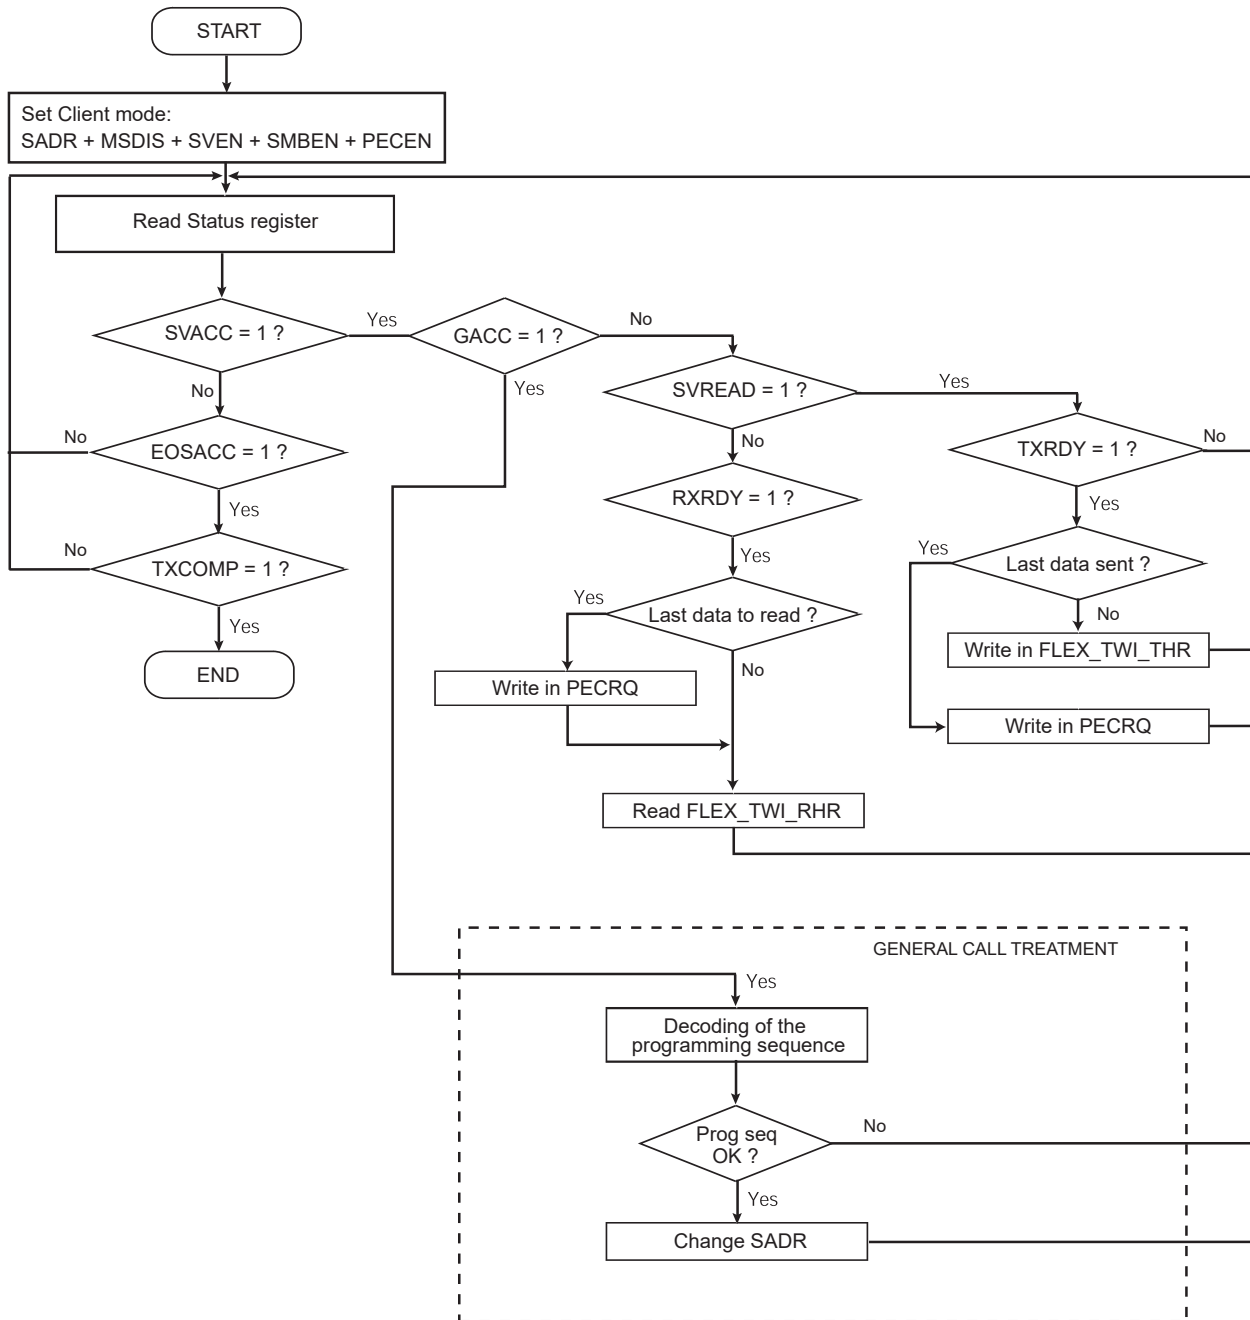 START
Set Client mode:
SADR + MSDIS + SVEN + SMBEN + PECEN
Read Status register
SVACC = 1 ?
Yes
GACC = 1 ?
No
No
Yes
SVREAD = 1 ?
Yes
No
EOSACC = 1 ?
No
TXRDY = 1 ?
No
Yes
RXRDY = 1 ?
Yes
No
TXCOMP = 1 ?
Yes
Yes
Last data sent ?
Yes
Yes
Last data to read ?
No
Write in FLEX_TWI_THR
END
No
Write in PECRQ
Write in PECRQ
Read FLEX_TWI_RHR
GENERAL CALL TREATMENT
Yes
Decoding of the
programming sequence
Prog seq
OK ?
No
Yes
Change SADR